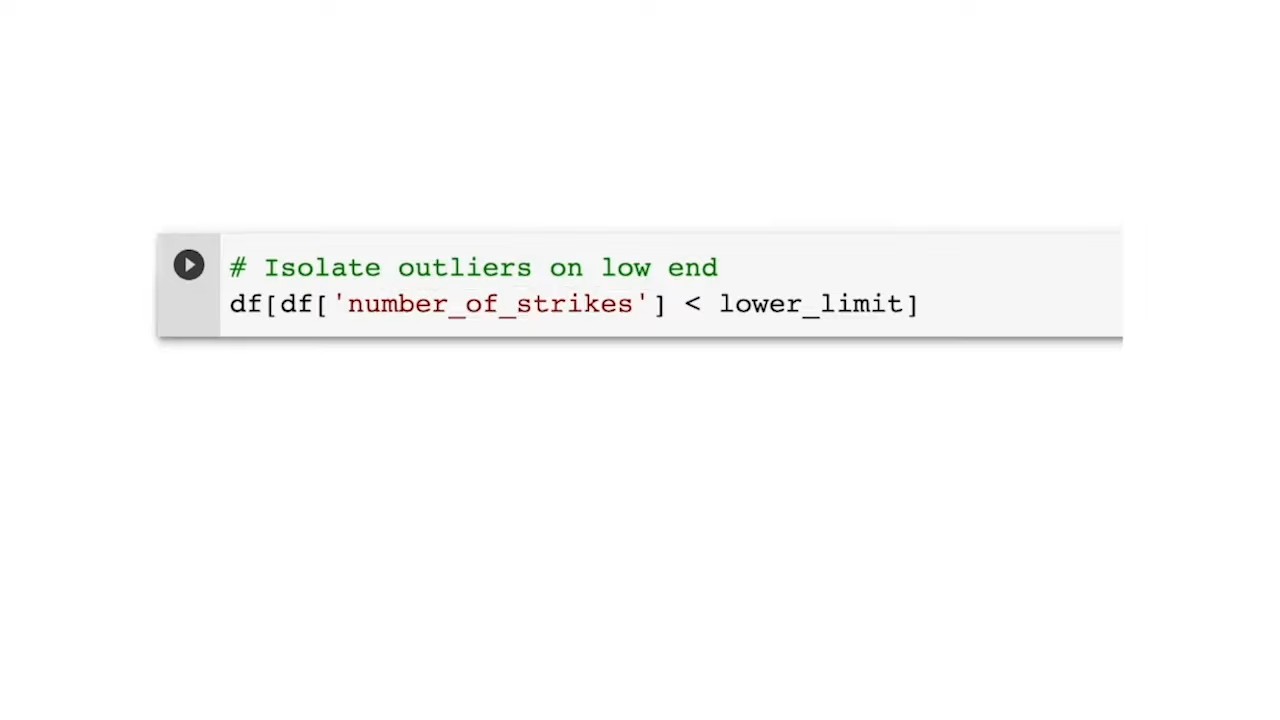 # Isolate outliers on low end
df[df['number_of_strikes'] < lower_limit]